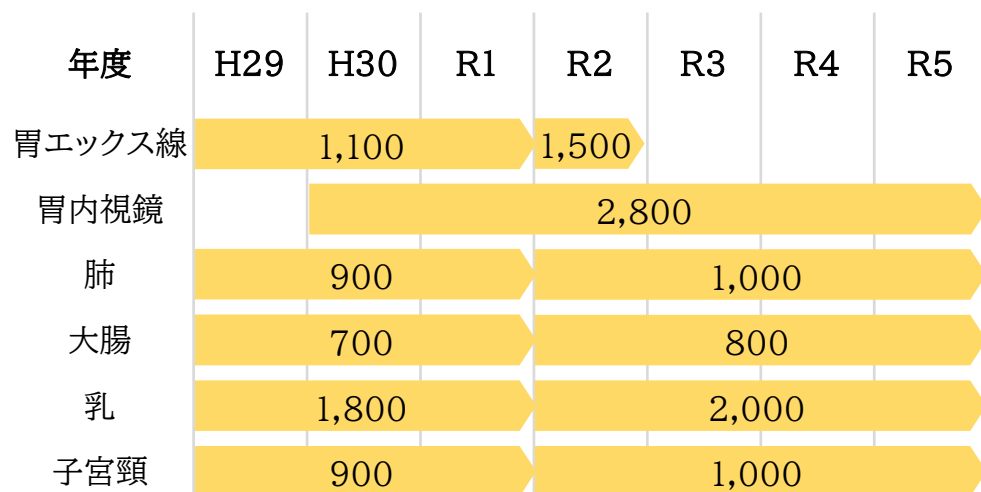 年度 H29 H30 R1 R2 R3 R4 R5
胃エックス線 1,100 1,500
胃内視鏡 2,800
肺 900 1,000
大腸 700 800
乳 1,800 2,000
子宮頸 900 1,000